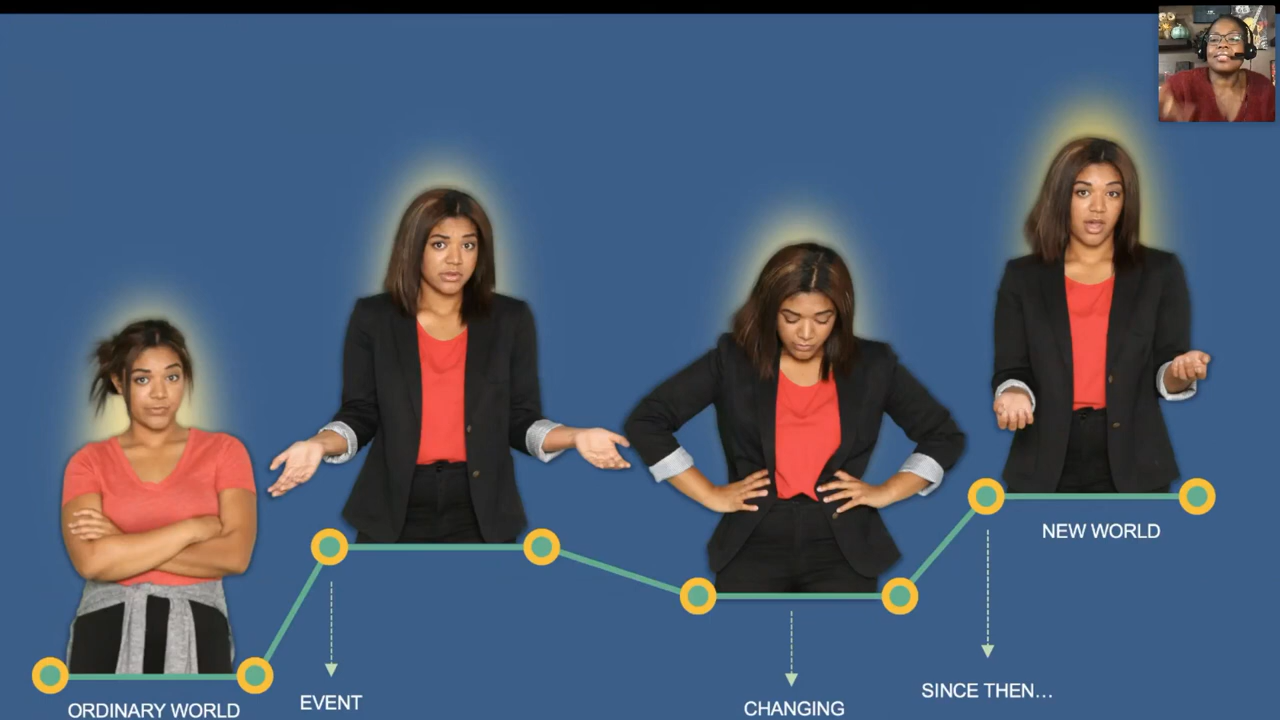 ORDINARY WORLD
EVENT
CHANGING
SINCE THEN…
NEW WORLD